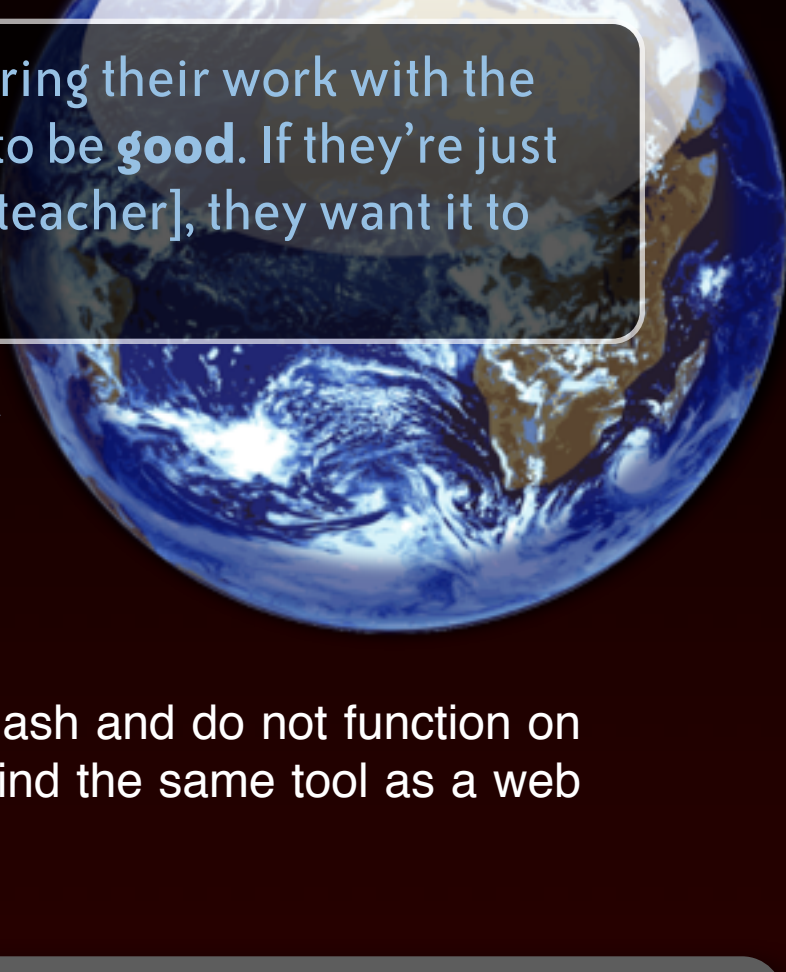 ring their work with the
to be good. If they’re just
teacher], they want it to
ash and do not function on
ind the same tool as a web